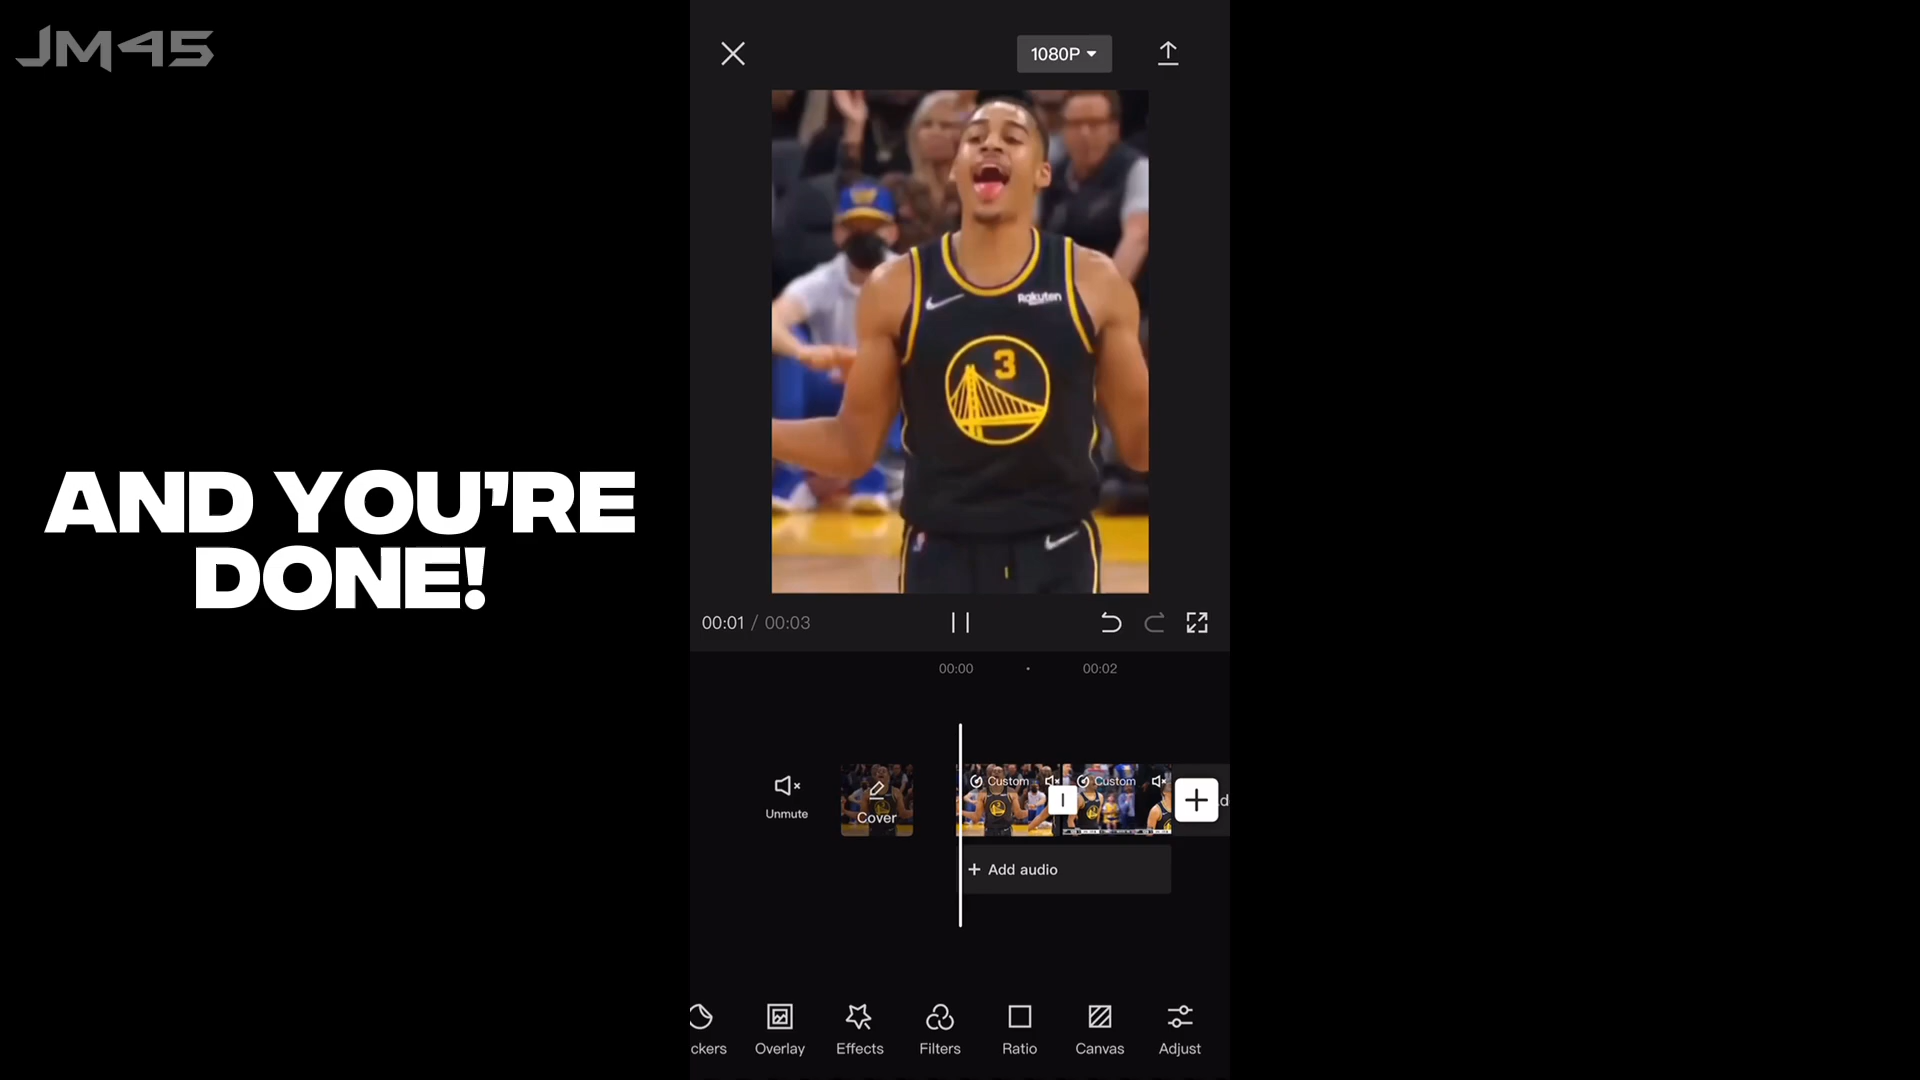 JM45
1080P
Rakuten
3
AND YOU'RE
DONE!
00:01 / 00:03
00:00
00:02
Custom
Custom
Unmute
Cover
+ Add audio
ckers
Overlay
Effects
Filters
Ratio
Canvas
Adjust